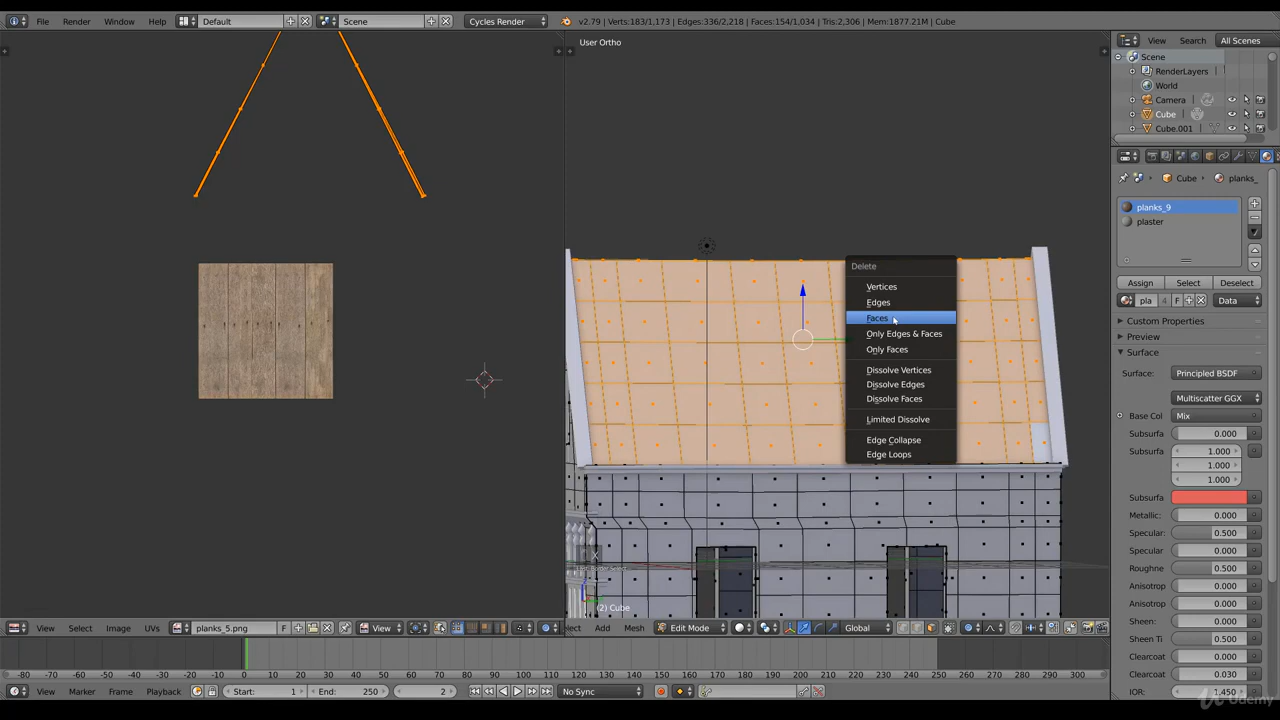 File Render Window Help Default Scene Cycles Render v2.79 | Verts:183/1,173 | Edges:336/2,218 | Faces:154/1,034 | Tris:2,306 | Mem:1877.21M | Cube
User Ortho
View Search All Scenes
Scene
RenderLayers
World
Camera
Cube
Cube.001
Cube planks_
planks_9
plaster
Assign Select Deselect
pla 4 F Data
Custom Properties
Preview
Surface
Surface: Principled BSDF
Multiscatter GGX
Base Col Mix
Subsurfa 0.000
Subsurfa 1.000
1.000
1.000
Subsurfa
Metallic: 0.000
Specular: 0.500
Specular 0.000
Roughne 0.500
Anisotrop 0.000
Anisotrop 0.000
Sheen: 0.000
Sheen Ti 0.500
Clearcoat 0.000
Clearcoat 0.030
IOR: 1.450
Delete
Vertices
Edges
Faces
Only Edges & Faces
Only Faces
Dissolve Vertices
Dissolve Edges
Dissolve Faces
Limited Dissolve
Edge Collapse
Edge Loops
X
(2) Cube
View Select Image UVs planks_5.png F View
lect Add Mesh Edit Mode Global
-80 -70 -60 -50 -40 -30 -20 -10 0 10 20 30 40 50 60 70 80 90 100 110 120 130 140 150 160 170 180 190 200 210 220 230 240 250 260 270 280 290 300
View Marker Frame Playback Start: 1 End: 250 2 No Sync
Udemy